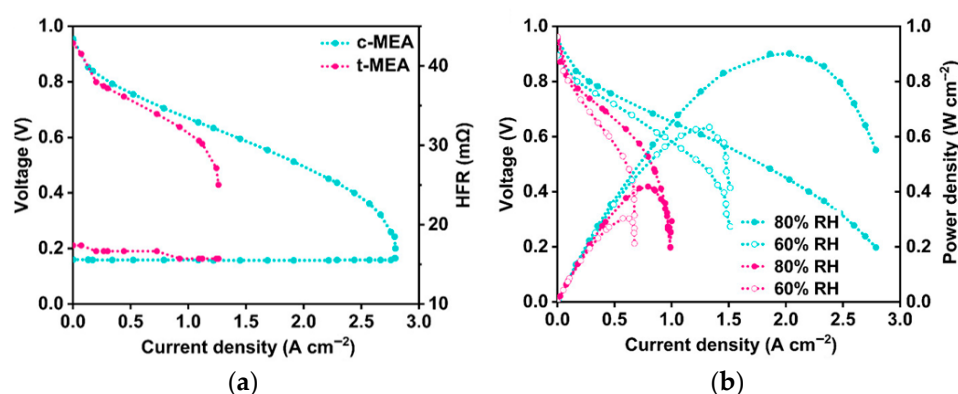 1.0
0.8
0.6
0.4
0.2
0.0
Voltage (V)
c-MEA
t-MEA
40
30
20
10
HFR (mΩ)
0.0 0.5 1.0 1.5 2.0 2.5 3.0
Current density (A cm⁻²)
(a)
1.0
0.8
0.6
0.4
0.2
0.0
Voltage (V)
80% RH
60% RH
80% RH
60% RH
1.0
0.8
0.6
0.4
0.2
0.0
Power density (W cm⁻²)
0.0 0.5 1.0 1.5 2.0 2.5 3.0
Current density (A cm⁻²)
(b)